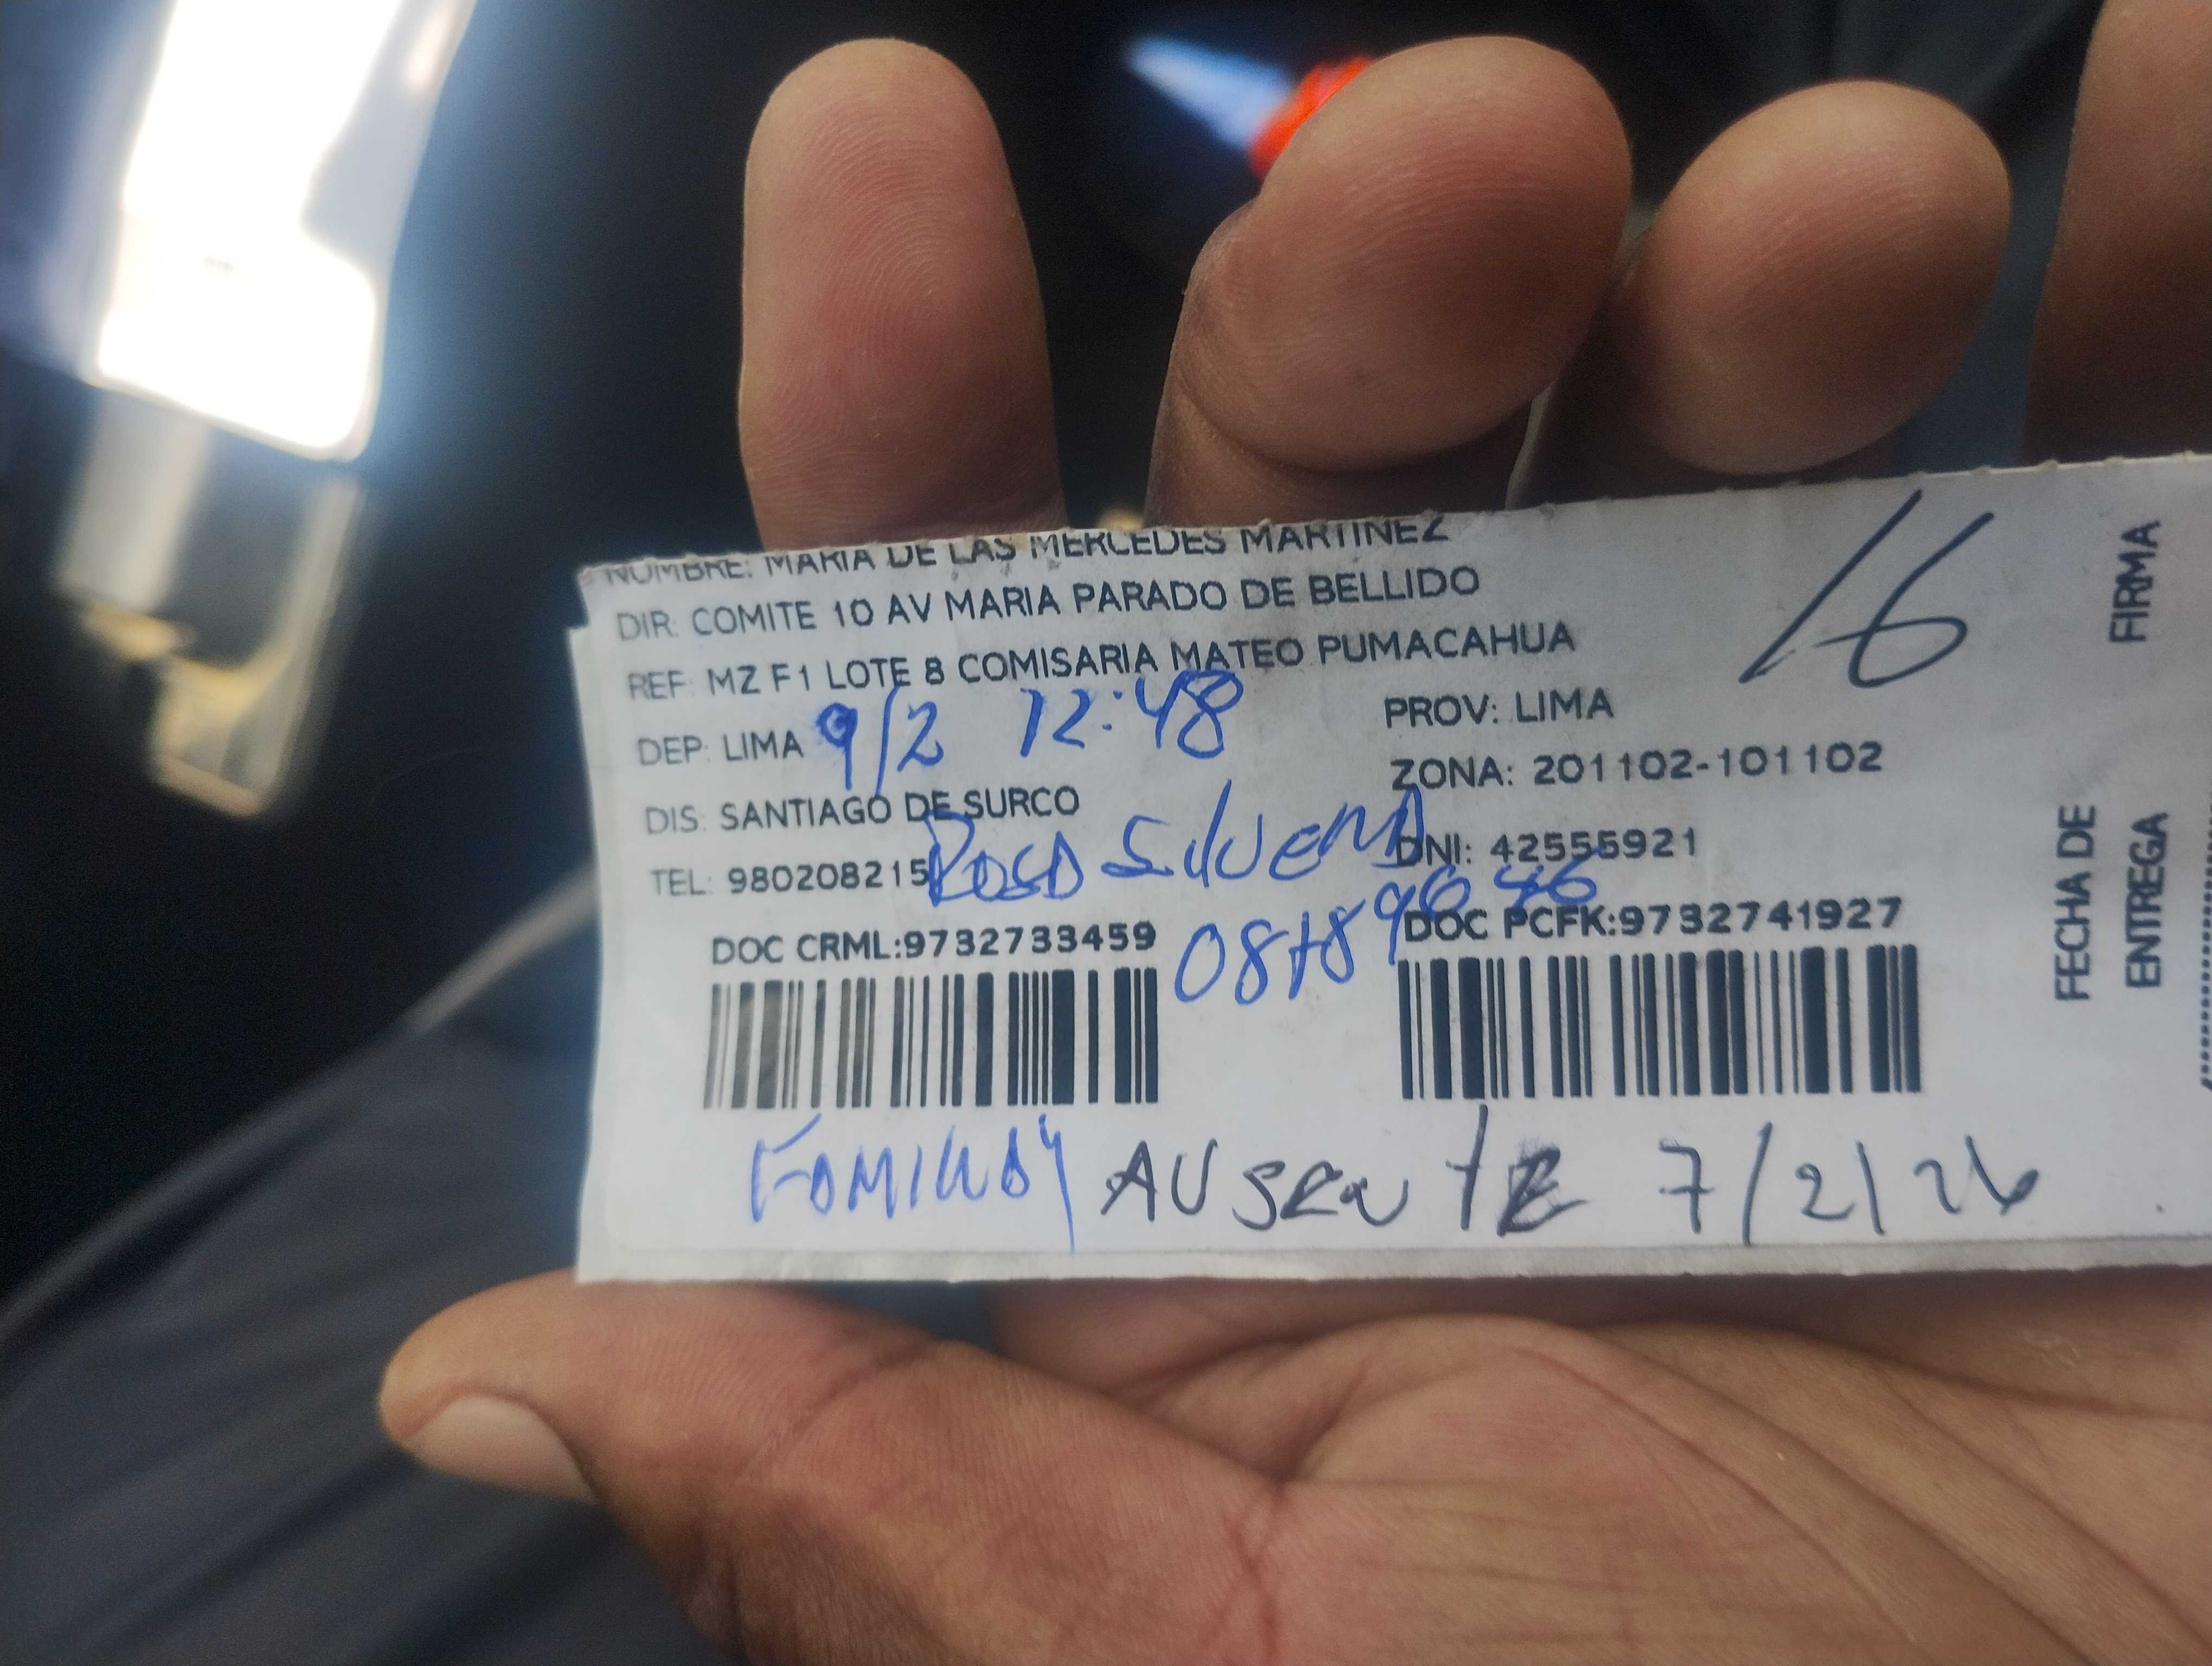 NOMBRE: MARIA DE LAS MERCEDES MARTINEZ
DIR: COMITE 10 AV MARIA PARADO DE BELLIDO
REF: MZ F1 LOTE 8 COMISARIA MATEO PUMACAHUA
16
DEP: LIMA 9/2 12:48
PROV: LIMA
ZONA: 201102-101102
DIS: SANTIAGO DE SURCO
TEL: 980208215
Rosa
DNI: 42555921
DOC CRML:9732733459
DOC PCFK:9732741927
AUSENTE 7/2/26
FIRMA
FECHA DE
ENTREGA